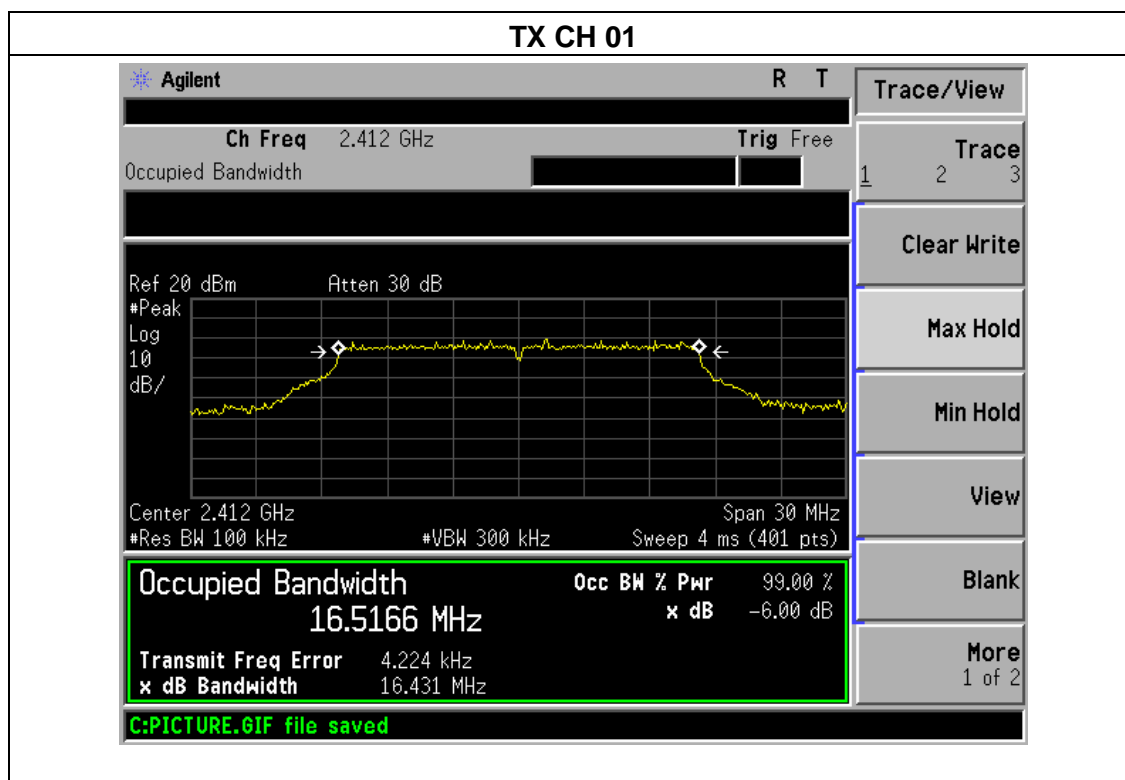 TX CH 01
Agilent R T
Trace/View
Ch Freq 2.412 GHz Trig Free
Occupied Bandwidth
Trace
1 2 3
Clear Write
Ref 20 dBm Atten 30 dB
#Peak
Log
10
dB/
Max Hold
Min Hold
View
Center 2.412 GHz Span 30 MHz
#Res BW 100 kHz #VBW 300 kHz Sweep 4 ms (401 pts)
Occupied Bandwidth Occ BW % Pwr 99.00 %
16.5166 MHz x dB -6.00 dB
Blank
Transmit Freq Error 4.224 kHz
x dB Bandwidth 16.431 MHz
More
1 of 2
C:PICTURE.GIF file saved